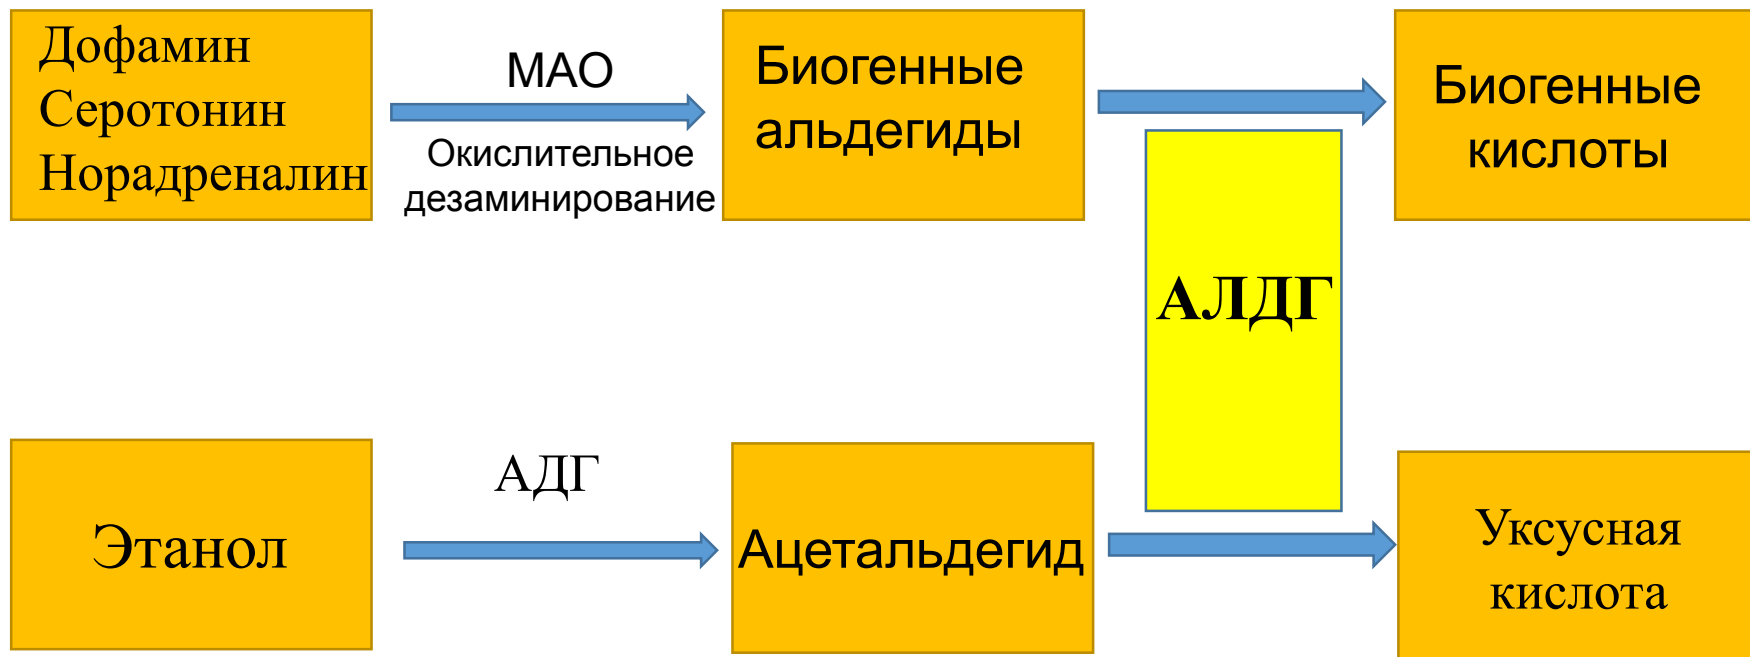 Дофамин
Серотонин
Норадреналин
МАО
Окислительное
дезаминирование
Биогенные
альдегиды
Биогенные
кислоты
АЛДГ
Этанол
АДГ
Ацетальдегид
Уксусная
кислота